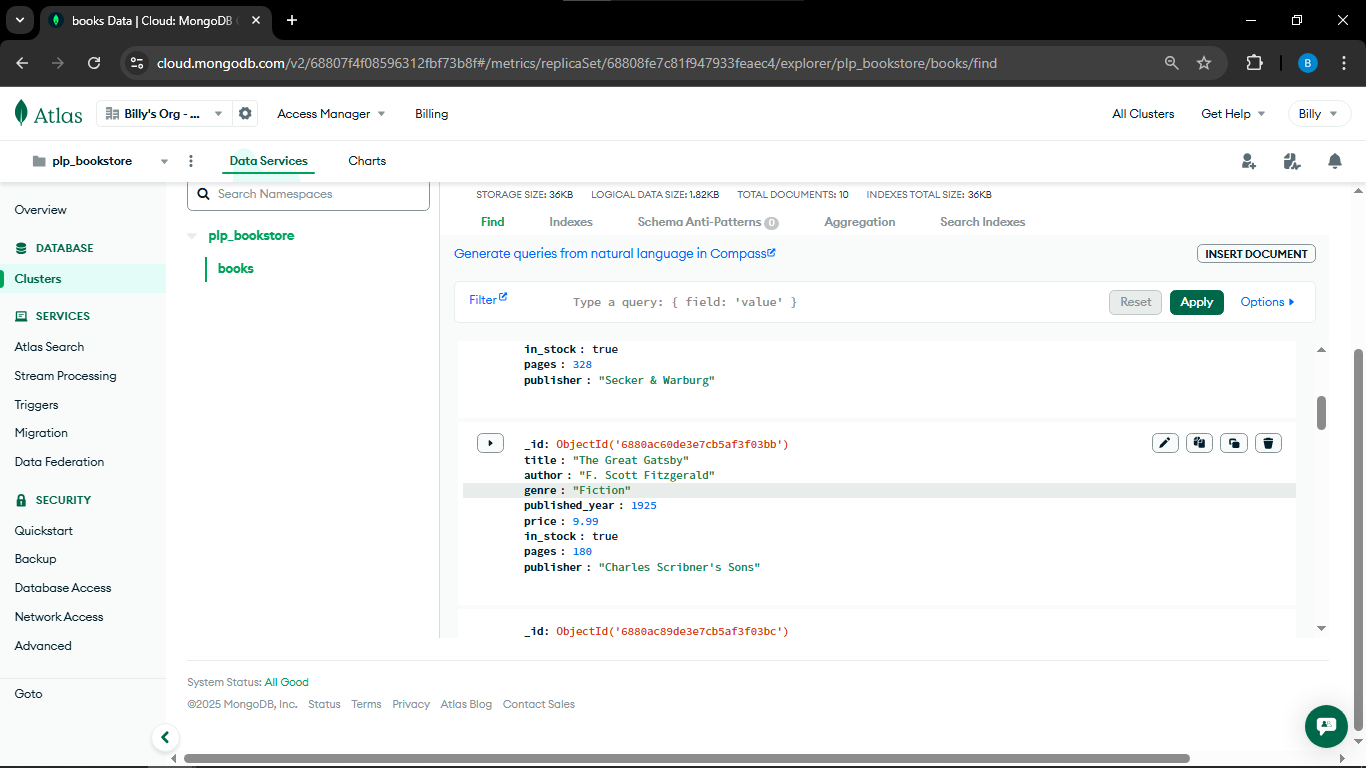 books Data | Cloud: MongoDB
cloud.mongodb.com/v2/68807f4f08596312fbf73b8f#/metrics/replicaSet/68808fe7c81f947933feaec4/explorer/plp_bookstore/books/find
B
Atlas
Billy's Org - ...
Access Manager
Billing
All Clusters
Get Help
Billy
plp_bookstore
Data Services
Charts
Overview
DATABASE
Clusters
SERVICES
Atlas Search
Stream Processing
Triggers
Migration
Data Federation
SECURITY
Quickstart
Backup
Database Access
Network Access
Advanced
Goto
Search Namespaces
plp_bookstore
books
STORAGE SIZE: 36KB LOGICAL DATA SIZE: 1.82KB TOTAL DOCUMENTS: 10 INDEXES TOTAL SIZE: 36KB
Find Indexes Schema Anti-Patterns 0 Aggregation Search Indexes
Generate queries from natural language in Compass
INSERT DOCUMENT
Filter
Type a query: { field: 'value' }
Reset
Apply
Options
in_stock : true
pages : 328
publisher : "Secker & Warburg"
_id: ObjectId('6880ac60de3e7cb5af3f03bb')
title : "The Great Gatsby"
author : "F. Scott Fitzgerald"
genre : "Fiction"
published_year : 1925
price : 9.99
in_stock : true
pages : 180
publisher : "Charles Scribner's Sons"
_id: ObjectId('6880ac89de3e7cb5af3f03bc')
System Status: All Good
©2025 MongoDB, Inc. Status Terms Privacy Atlas Blog Contact Sales